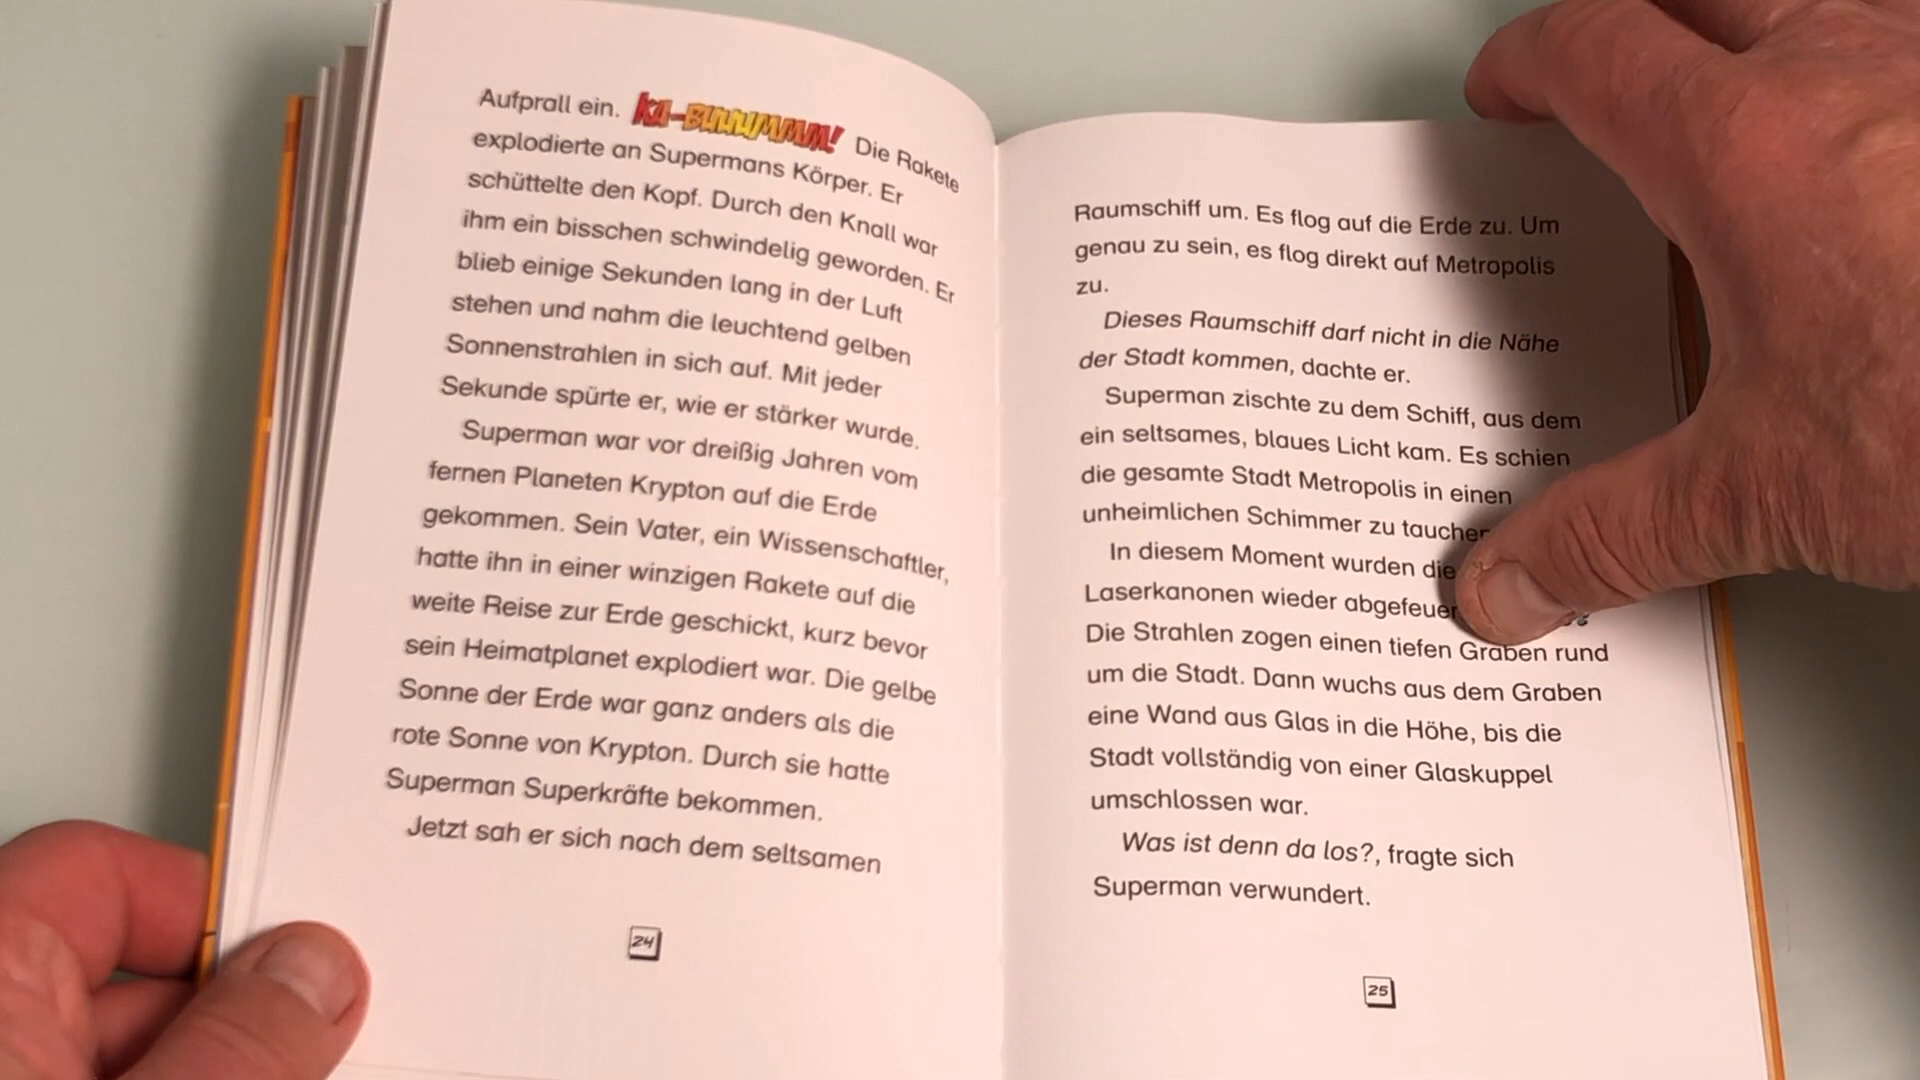 Aufprall ein. KA-BUUUMMM! Die Rakete
explodierte an Supermans Körper. Er
schüttelte den Kopf. Durch den Knall war
ihm ein bisschen schwindelig geworden. Er
blieb einige Sekunden lang in der Luft
stehen und nahm die leuchtend gelben
Sonnenstrahlen in sich auf. Mit jeder
Sekunde spürte er, wie er stärker wurde.
Superman war vor dreißig Jahren vom
fernen Planeten Krypton auf die Erde
gekommen. Sein Vater, ein Wissenschaftler,
hatte ihn in einer winzigen Rakete auf die
weite Reise zur Erde geschickt, kurz bevor
sein Heimatplanet explodiert war. Die gelbe
Sonne der Erde war ganz anders als die
rote Sonne von Krypton. Durch sie hatte
Superman Superkräfte bekommen.
Jetzt sah er sich nach dem seltsamen
24
Raumschiff um. Es flog auf die Erde zu. Um
genau zu sein, es flog direkt auf Metropolis
zu.
Dieses Raumschiff darf nicht in die Nähe
der Stadt kommen, dachte er.
Superman zischte zu dem Schiff, aus dem
ein seltsames, blaues Licht kam. Es schien
die gesamte Stadt Metropolis in einen
unheimlichen Schimmer zu
In diesem Moment wurden die
Laserkanonen wieder
Die Strahlen zogen einen tiefen Graben rund
um die Stadt. Dann wuchs aus dem Graben
eine Wand aus Glas in die Höhe, bis die
Stadt vollständig von einer Glaskuppel
umschlossen war.
Was ist denn da los?, fragte sich
Superman verwundert.
25